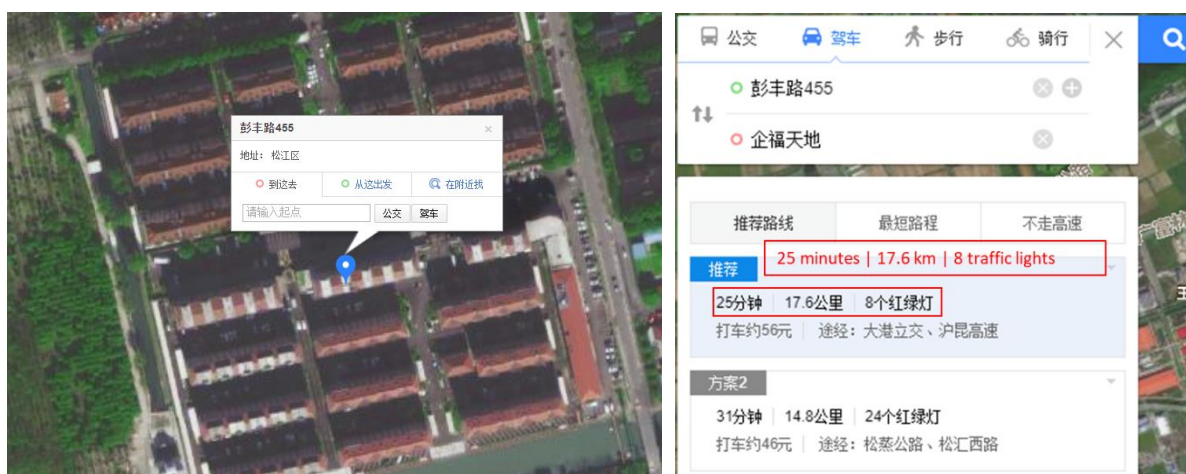 彭丰路455
地址： 松江区
到这去 从这出发 在附近找
请输入起点 公交 驾车
公交 驾车 步行 骑行
彭丰路455
企福天地
推荐路线 最短路程 不走高速
25 minutes | 17.6 km | 8 traffic lights
推荐
25分钟 | 17.6公里 | 8个红绿灯
打车约56元 | 途经：大港立交、沪昆高速
方案2
31分钟 | 14.8公里 | 24个红绿灯
打车约46元 | 途经：松蒸公路、松汇西路